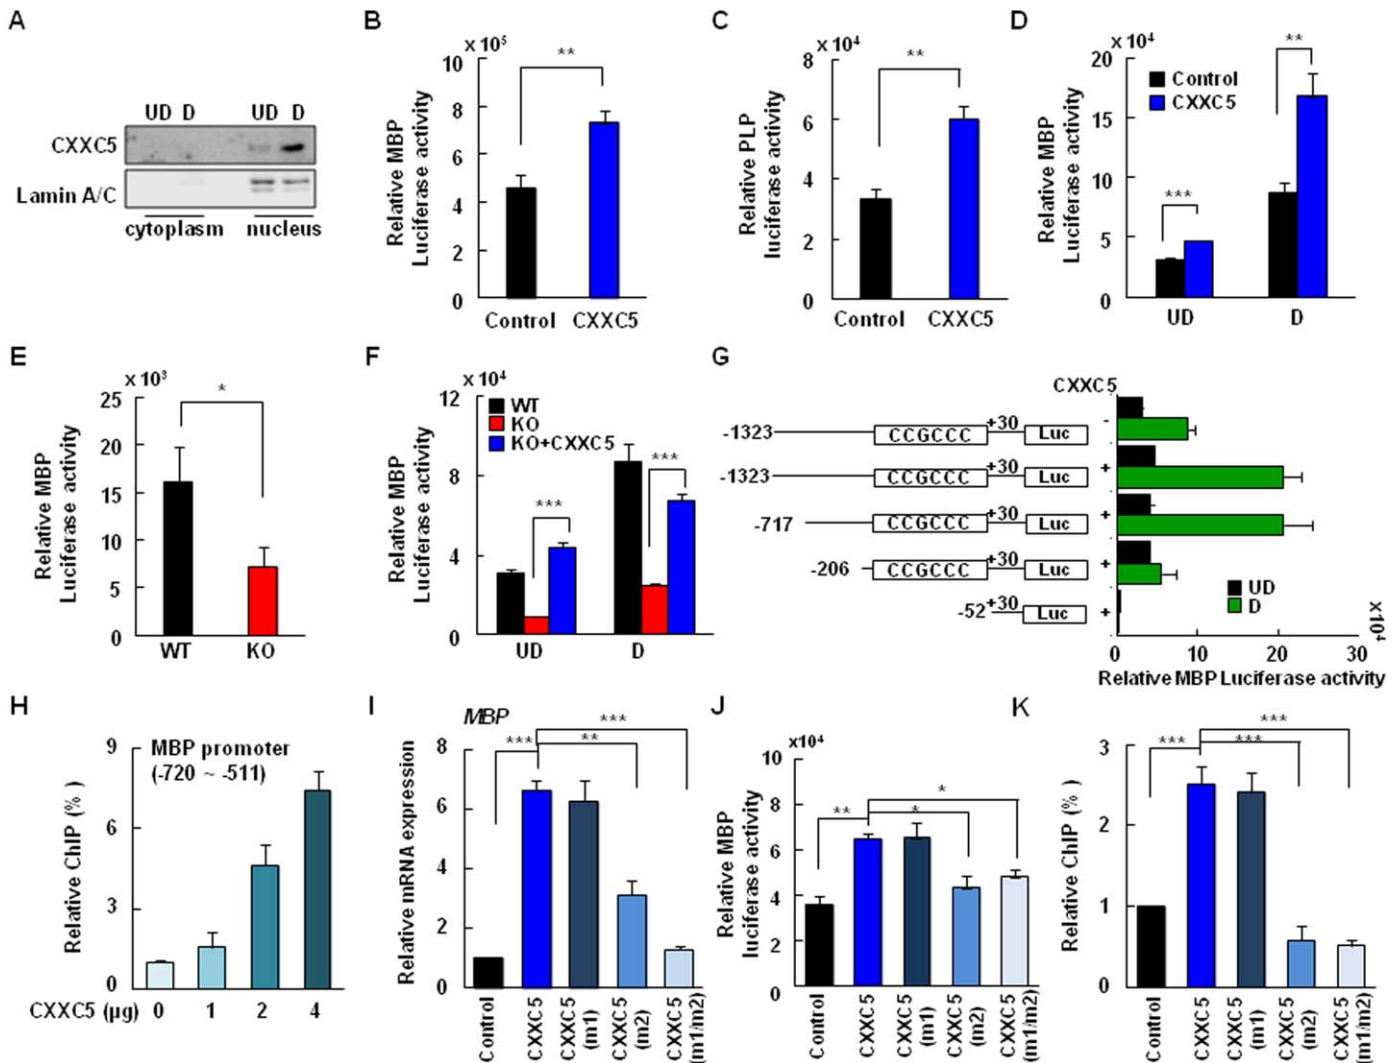 A
UD D UD D
CXXC5
Lamin A/C
cytoplasm nucleus
B
x 10⁵
**
Relative MBP
Luciferase activity
10
8
6
4
2
0
Control CXXC5
C
x 10⁴
**
Relative PLP
luciferase activity
8
6
4
2
0
Control CXXC5
D
x 10⁴
**
Control
CXXC5
***
Relative MBP
Luciferase activity
20
15
10
5
0
UD D
E
x 10³
*
Relative MBP
Luciferase activity
25
20
15
10
5
0
WT KO
F
x 10⁴
WT
KO
KO+CXXC5
***
***
Relative MBP
Luciferase activity
12
8
4
0
UD D
G
CXXC5
-1323 CCGCCC +30 Luc -
-1323 CCGCCC +30 Luc +
-717 CCGCCC +30 Luc +
-206 CCGCCC +30 Luc +
-52 +30 Luc +
UD
D
x10⁴
0 10 20 30
Relative MBP Luciferase activity
H
MBP promoter
(-720 ~ -511)
Relative ChIP (%)
9
6
3
0
CXXC5 (μg) 0 1 2 4
I
MBP
***
*** **
Relative mRNA expression
8
6
4
2
0
Control
CXXC5
CXXC5
(m1)
CXXC5
(m2)
CXXC5
(m1/m2)
J
x10⁴
*
** *
Relative MBP
luciferase activity
10
8
6
4
2
0
Control
CXXC5
CXXC5
(m1)
CXXC5
(m2)
CXXC5
(m1/m2)
K
***
*** ***
Relative ChIP (%)
3
2
1
0
Control
CXXC5
CXXC5
(m1)
CXXC5
(m2)
CXXC5
(m1/m2)